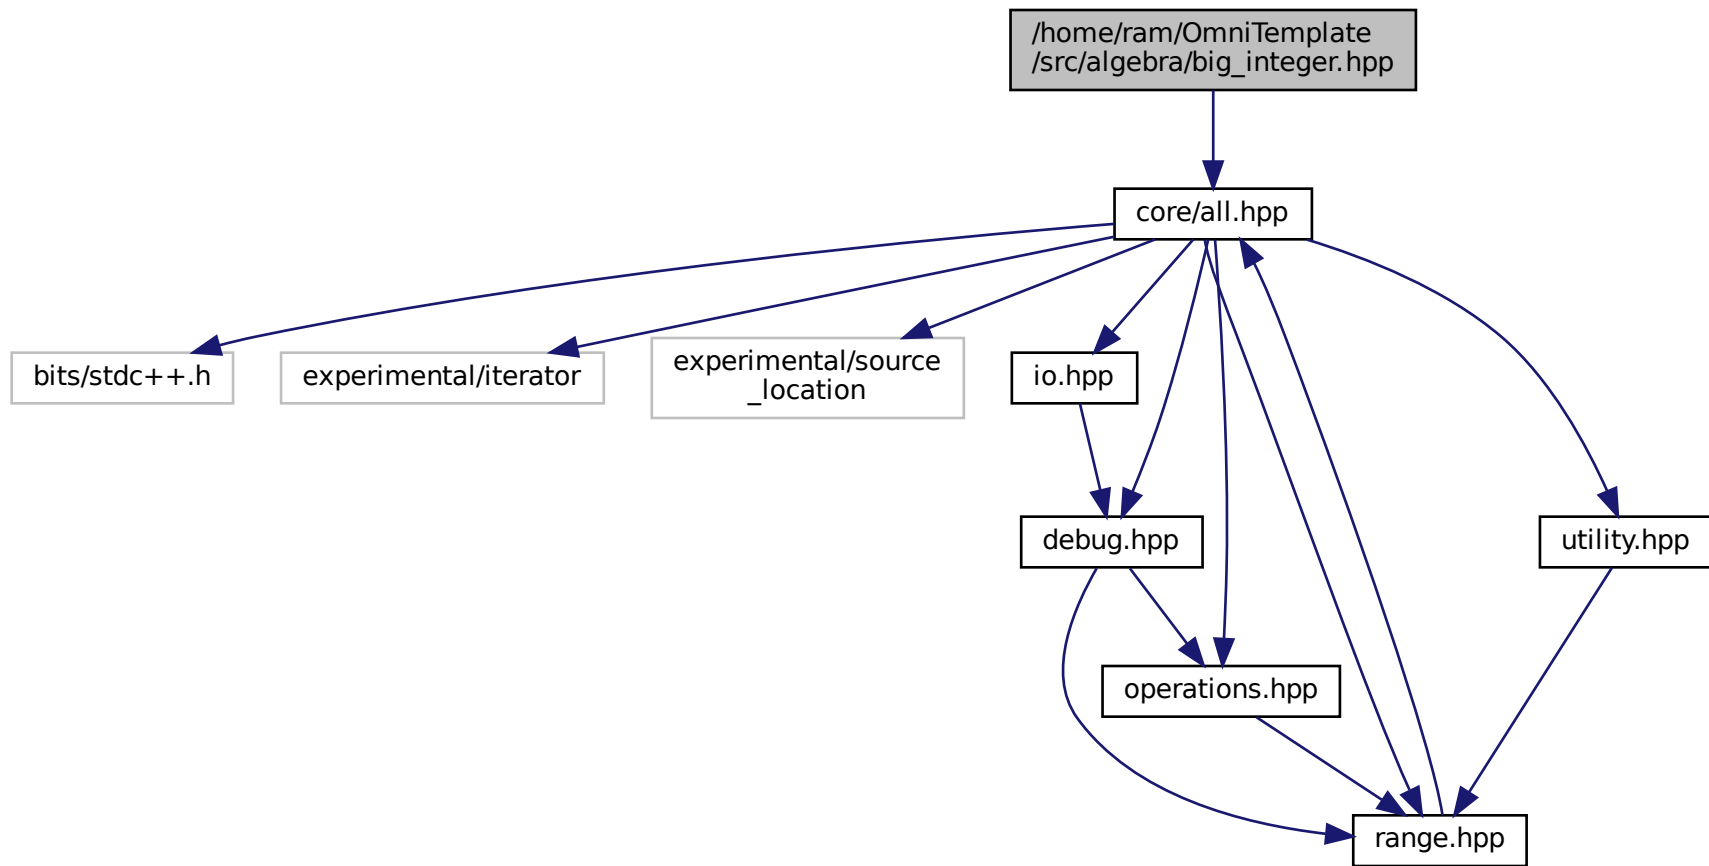 /home/ram/OmniTemplate
/src/algebra/big_integer.hpp
core/all.hpp
bits/stdc++.h
experimental/iterator
experimental/source
_location
io.hpp
debug.hpp
utility.hpp
operations.hpp
range.hpp